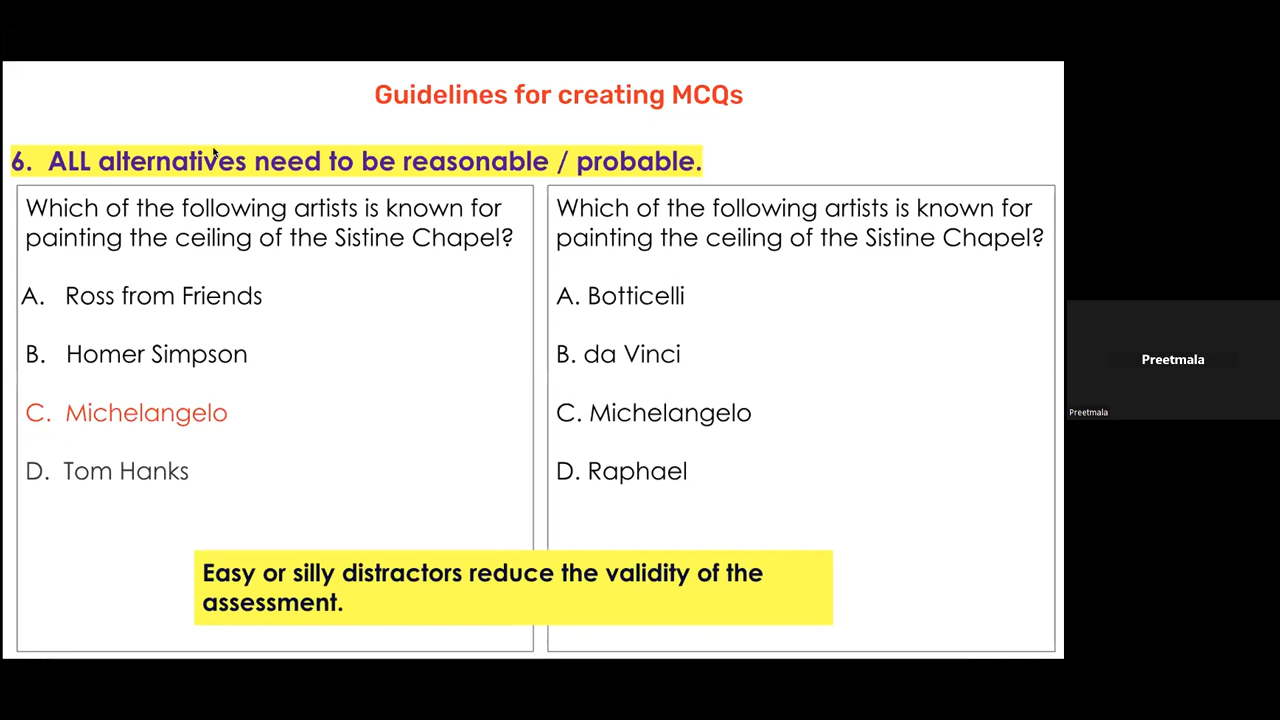 Guidelines for creating MCQs
6. ALL alternatives need to be reasonable / probable.
Which of the following artists is known for
painting the ceiling of the Sistine Chapel?
A. Ross from Friends
B. Homer Simpson
C. Michelangelo
D. Tom Hanks
Which of the following artists is known for
painting the ceiling of the Sistine Chapel?
A. Botticelli
B. da Vinci
C. Michelangelo
D. Raphael
Easy or silly distractors reduce the validity of the
assessment.
Preetmala
Preetmala